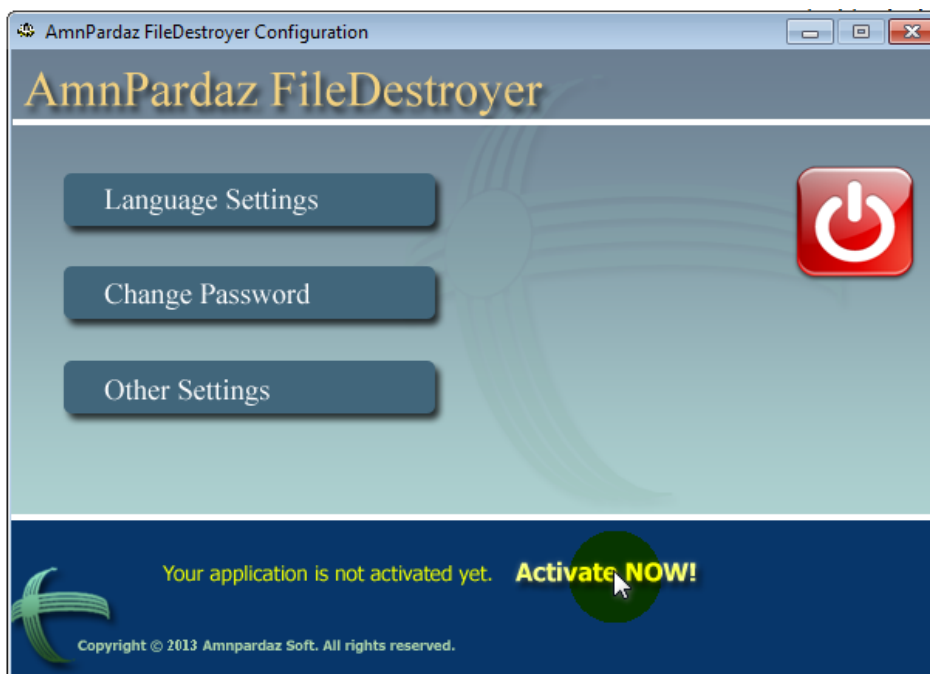 AmnPardaz FileDestroyer Configuration
AmnPardaz FileDestroyer
Language Settings
Change Password
Other Settings
Your application is not activated yet. Activate NOW!
Copyright © 2013 Amnpardaz Soft. All rights reserved.